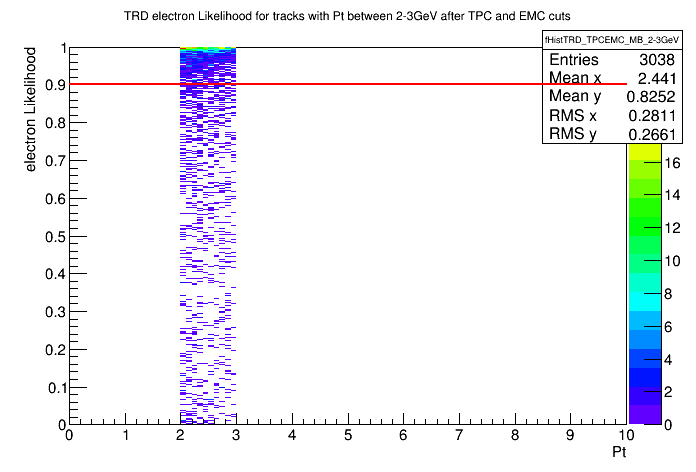 TRD electron Likelihood for tracks with Pt between 2-3GeV after TPC and EMC cuts
fHistTRD_TPCEMC_MB_2-3GeV
Entries 3038
Mean x 2.441
Mean y 0.8252
RMS x 0.2811
RMS y 0.2661
electron Likelihood
1
0.9
0.8
0.7
0.6
0.5
0.4
0.3
0.2
0.1
0
0 1 2 3 4 5 6 7 8 9 10
Pt
16
14
12
10
8
6
4
2
0